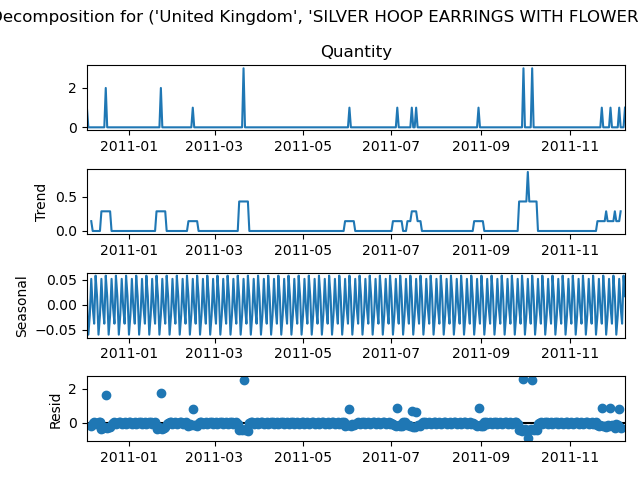 Decomposition for ('United Kingdom', 'SILVER HOOP EARRINGS WITH FLOWER
Quantity
2
0
2011-01 2011-03 2011-05 2011-07 2011-09 2011-11
Trend
0.5
0.0
2011-01 2011-03 2011-05 2011-07 2011-09 2011-11
Seasonal
0.05
0.00
−0.05
2011-01 2011-03 2011-05 2011-07 2011-09 2011-11
Resid
2
0
2011-01 2011-03 2011-05 2011-07 2011-09 2011-11